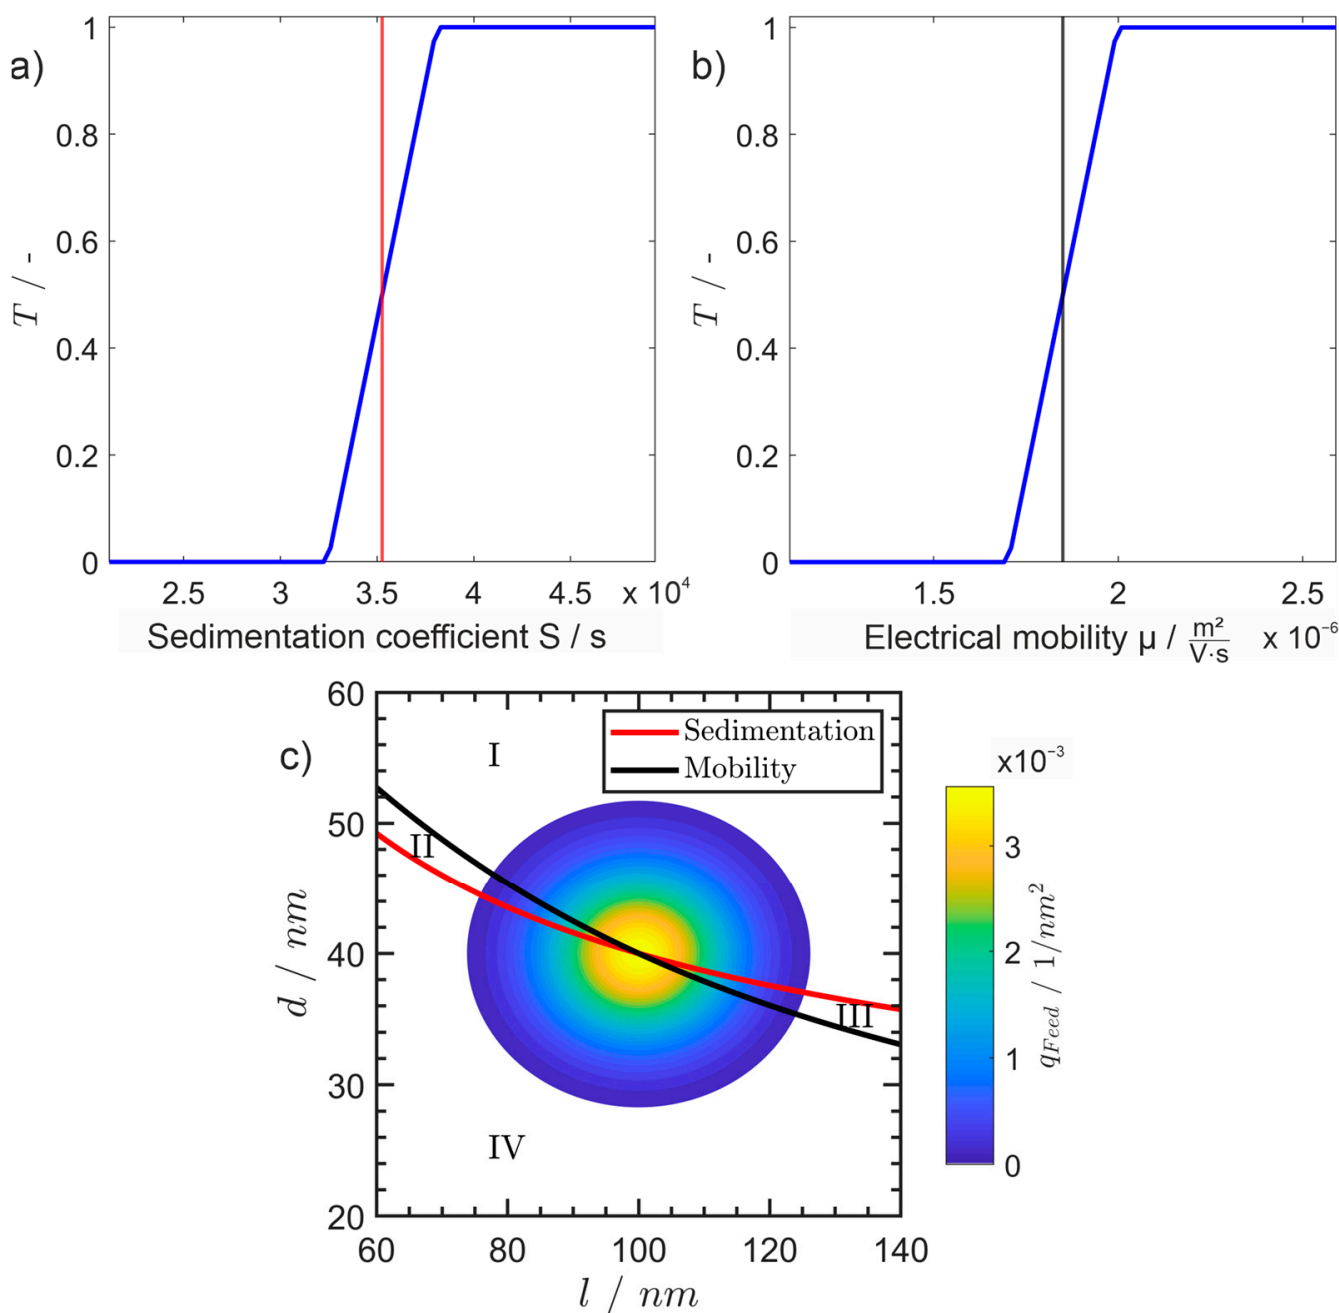 a)
1
0.8
0.6
0.4
0.2
0
T / -
2.5 3 3.5 4 4.5 x 10⁴
Sedimentation coefficient S / s
b)
1
0.8
0.6
0.4
0.2
0
T / -
1.5 2 2.5
Electrical mobility μ / m²/V·s x 10⁻⁶
c)
60
50
40
30
20
d / nm
60 80 100 120 140
l / nm
I
II
III
IV
Sedimentation
Mobility
x10⁻³
3
2
1
0
q_Feed / 1/nm²